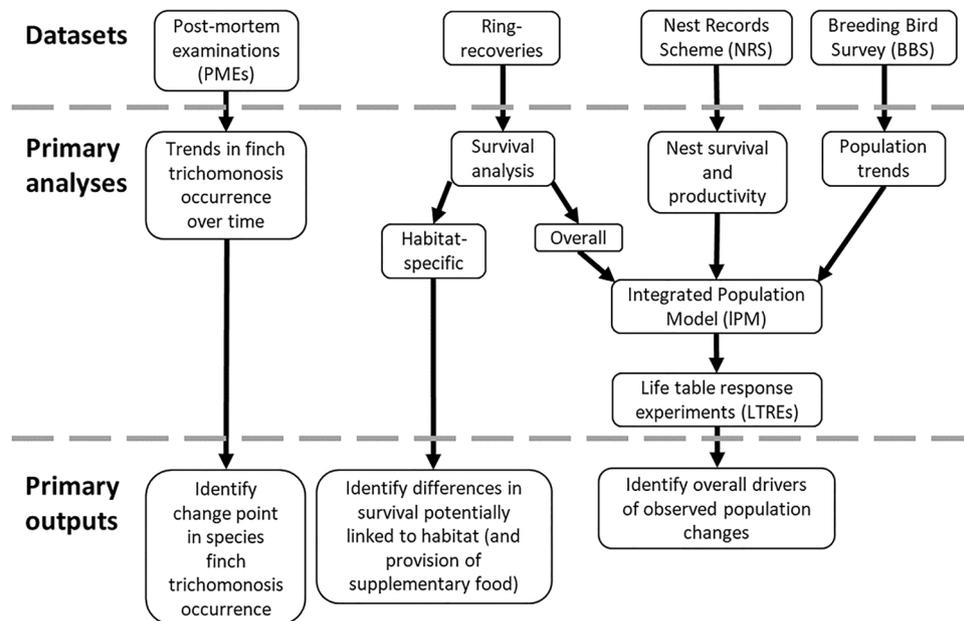 Datasets
Post-mortem
examinations
(PMEs)
Ring-
recoveries
Nest Records
Scheme (NRS)
Breeding Bird
Survey (BBS)
Primary
analyses
Trends in finch
trichomonosis
occurrence
over time
Survival
analysis
Nest survival
and
productivity
Population
trends
Habitat-
specific
Overall
Integrated Population
Model (IPM)
Life table response
experiments (LTREs)
Primary
outputs
Identify
change point
in species
finch
trichomonosis
occurrence
Identify differences in
survival potentially
linked to habitat (and
provision of
supplementary food)
Identify overall drivers
of observed population
changes